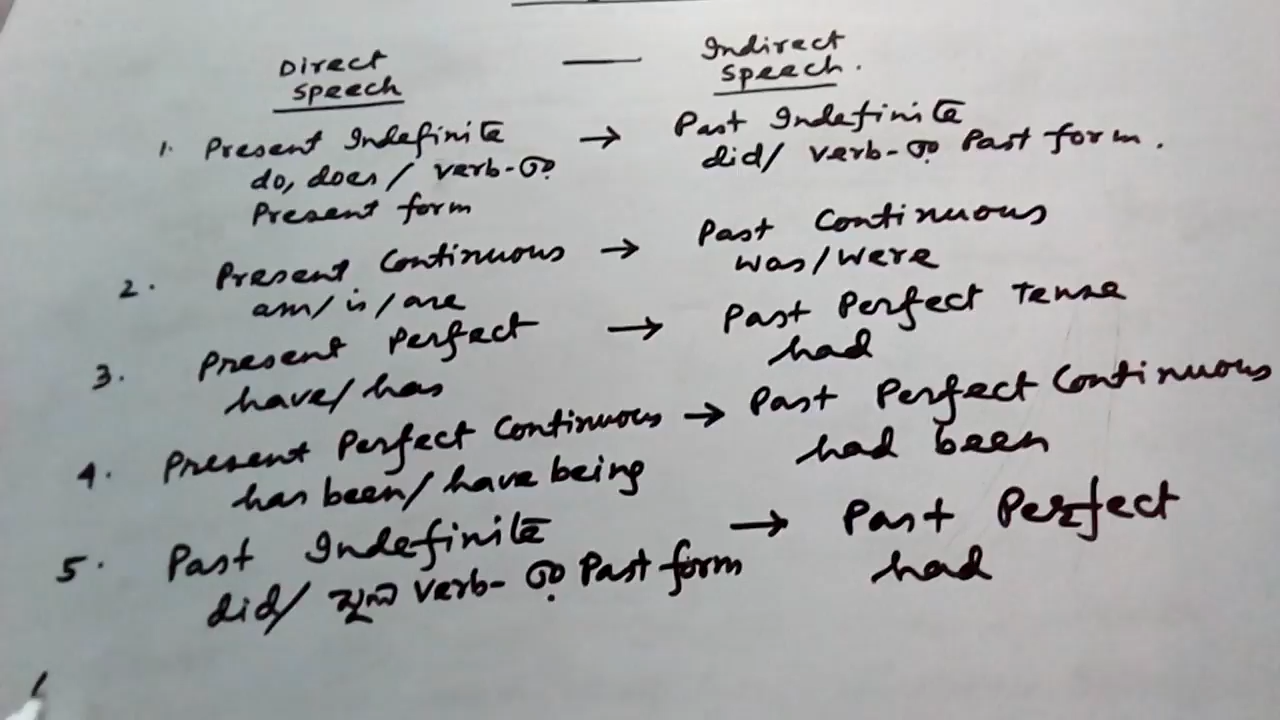 Direct Speech — Indirect Speech.
1. Present Indefinite → Past Indefinite
do, does / verb-এর did/ verb-এর Past form.
Present form
2. Present Continuous → Past Continuous
am/ is/ are was/were
3. Present Perfect → Past Perfect Tense
have/ has had
4. Present Perfect Continuous → Past Perfect Continuous
has been/ have being had been
5. Past Indefinite → Past Perfect
did/ মূল verb- এর Past form had